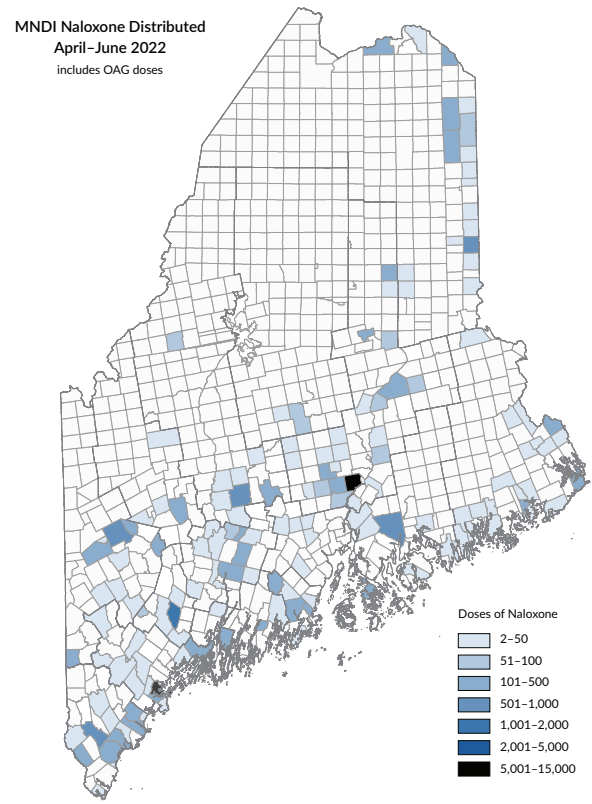 MNDI Naloxone Distributed
April–June 2022
includes OAG doses
Doses of Naloxone
2–50
51–100
101–500
501–1,000
1,001–2,000
2,001–5,000
5,001–15,000